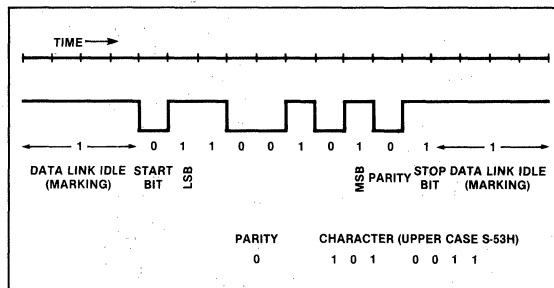 TIME
1 0 1 1 0 0 1 0 1 0 1 1
DATA LINK IDLE (MARKING)
START BIT
LSB
MSB
PARITY
STOP BIT
DATA LINK IDLE (MARKING)
PARITY CHARACTER (UPPER CASE S-53H)
0 1 0 1 0 0 1 1